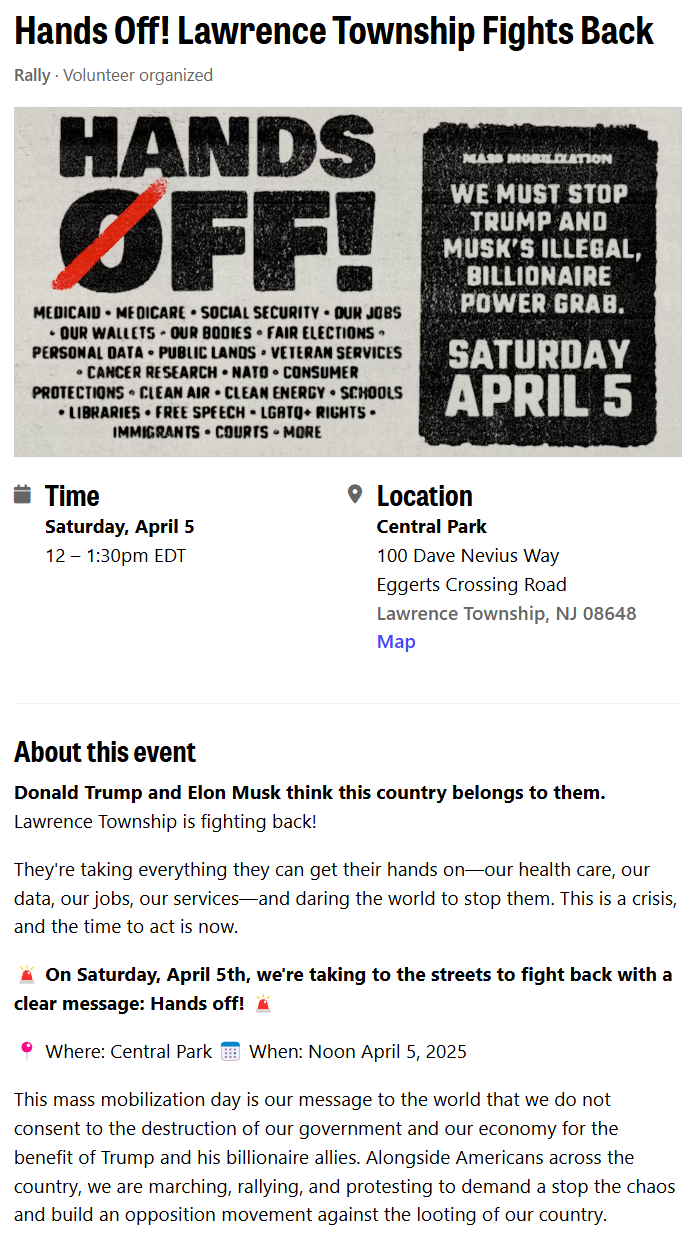 Hands Off! Lawrence Township Fights Back
Rally · Volunteer organized
HANDS
OFF!
MEDICAID • MEDICARE • SOCIAL SECURITY • OUR JOBS
• OUR WALLETS • OUR BODIES • FAIR ELECTIONS •
PERSONAL DATA • PUBLIC LANDS • VETERAN SERVICES
• CANCER RESEARCH • NATO • CONSUMER
PROTECTIONS • CLEAN AIR • CLEAN ENERGY • SCHOOLS
• LIBRARIES • FREE SPEECH • LGBTQ+ RIGHTS •
IMMIGRANTS • COURTS • MORE
MASS MOBILIZATION
WE MUST STOP
TRUMP AND
MUSK'S ILLEGAL,
BILLIONAIRE
POWER GRAB.
SATURDAY
APRIL 5
Time
Saturday, April 5
12 – 1:30pm EDT
Location
Central Park
100 Dave Nevius Way
Eggerts Crossing Road
Lawrence Township, NJ 08648
Map
About this event
Donald Trump and Elon Musk think this country belongs to them.
Lawrence Township is fighting back!
They're taking everything they can get their hands on—our health care, our
data, our jobs, our services—and daring the world to stop them. This is a crisis,
and the time to act is now.
🚨 On Saturday, April 5th, we're taking to the streets to fight back with a
clear message: Hands off! 🚨
📍 Where: Central Park 🗓️ When: Noon April 5, 2025
This mass mobilization day is our message to the world that we do not
consent to the destruction of our government and our economy for the
benefit of Trump and his billionaire allies. Alongside Americans across the
country, we are marching, rallying, and protesting to demand a stop the chaos
and build an opposition movement against the looting of our country.